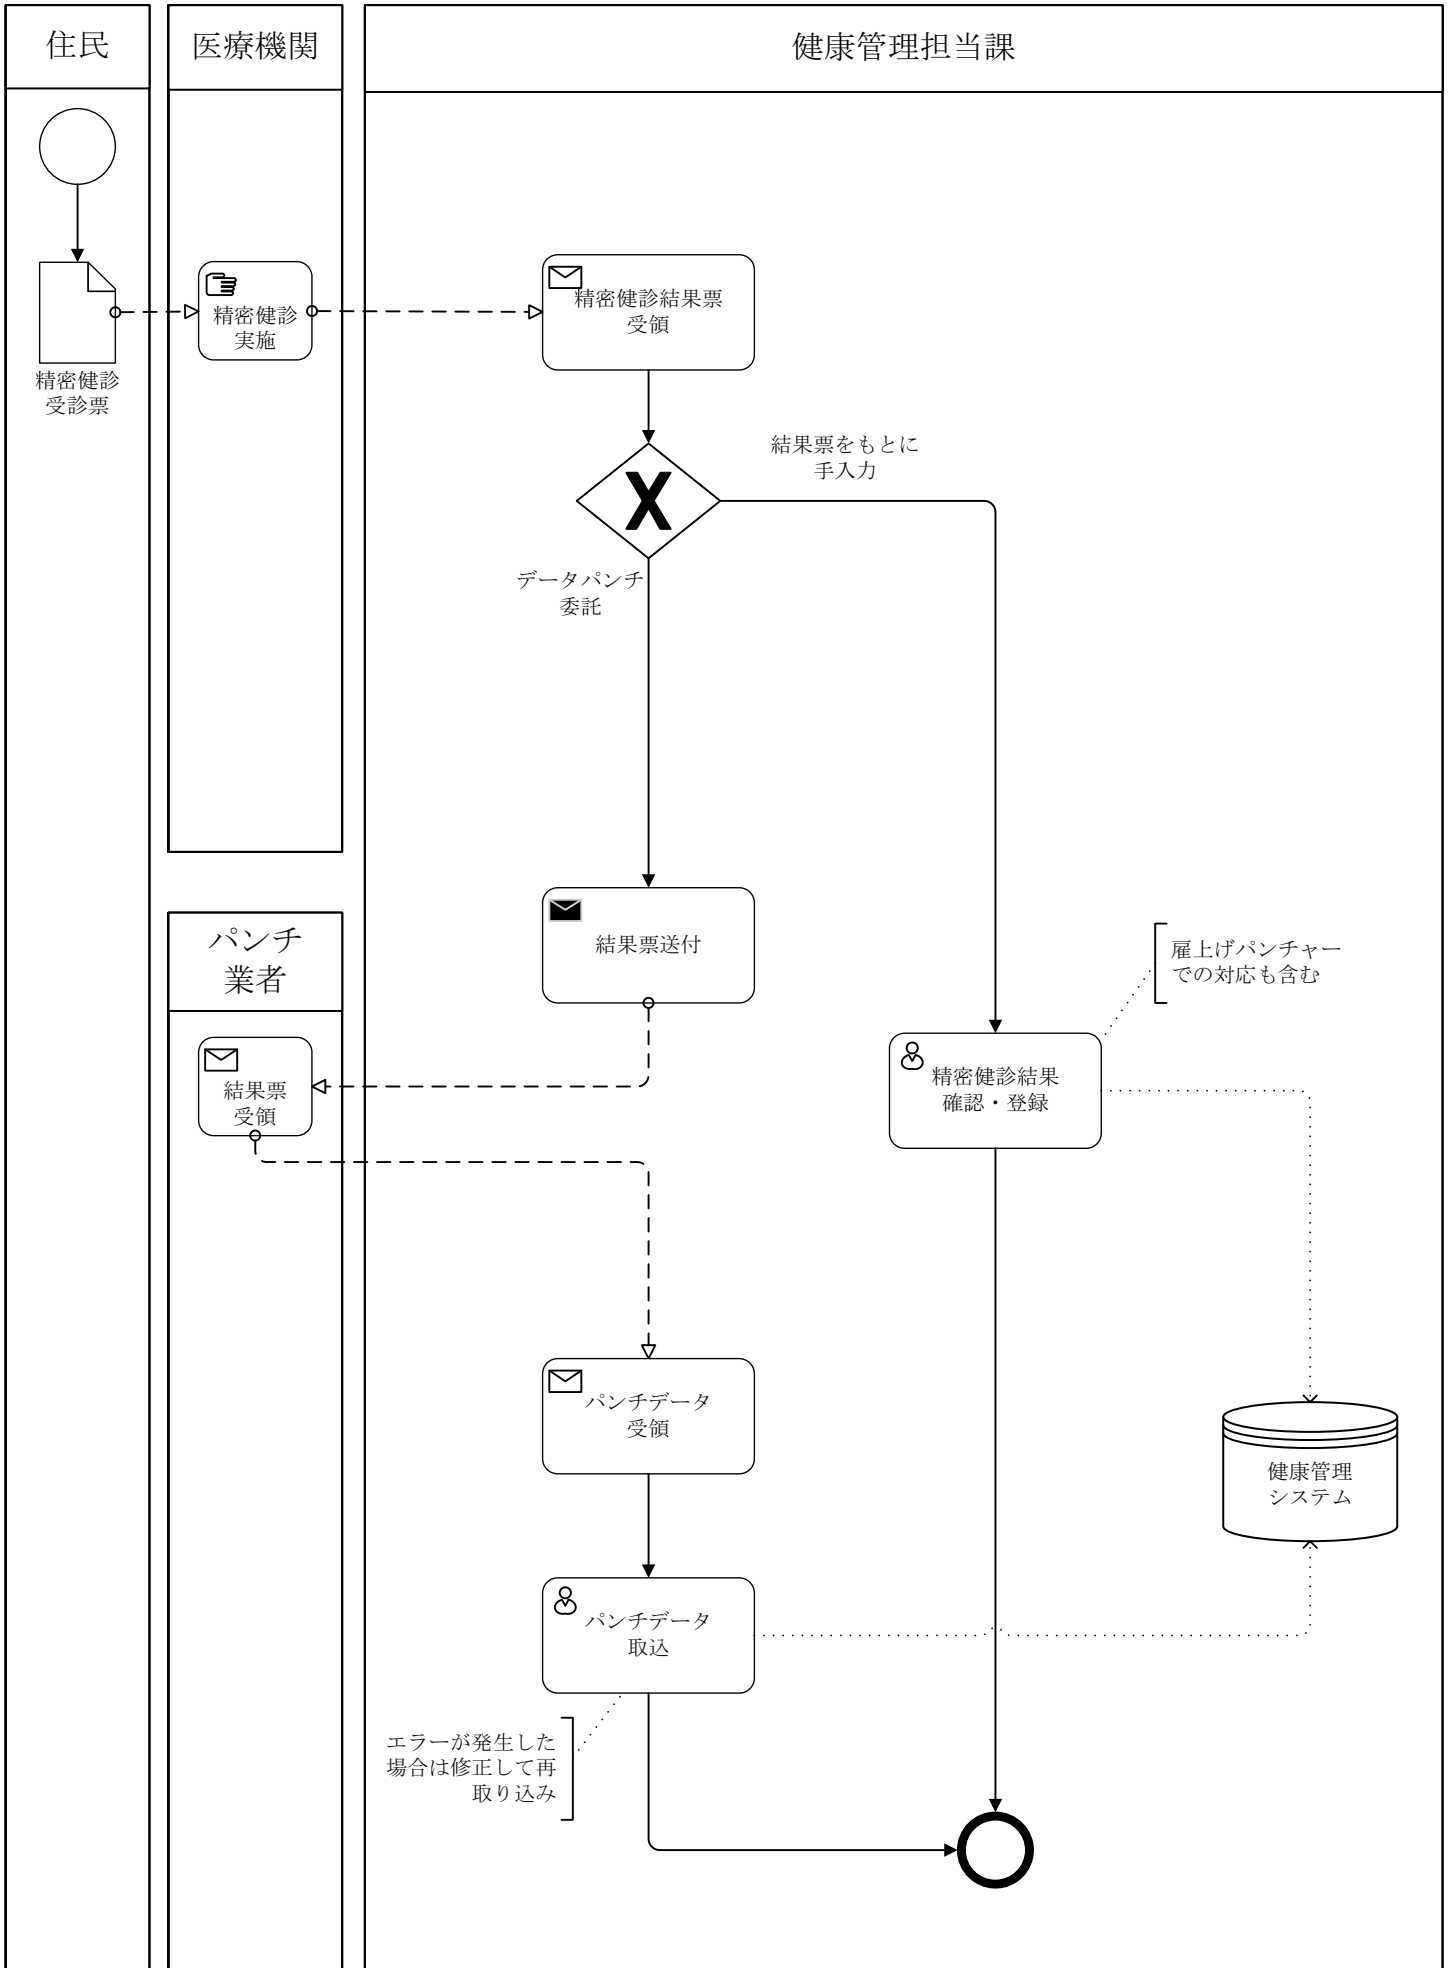 住民
医療機関
健康管理担当課
精密健診
受診票
精密健診
実施
精密健診結果票
受領
結果票をもとに
手入力
データパンチ
委託
結果票送付
パンチ
業者
雇上げパンチャー
での対応も含む
結果票
受領
精密健診結果
確認・登録
パンチデータ
受領
健康管理
システム
パンチデータ
取込
エラーが発生した
場合は修正して再
取り込み